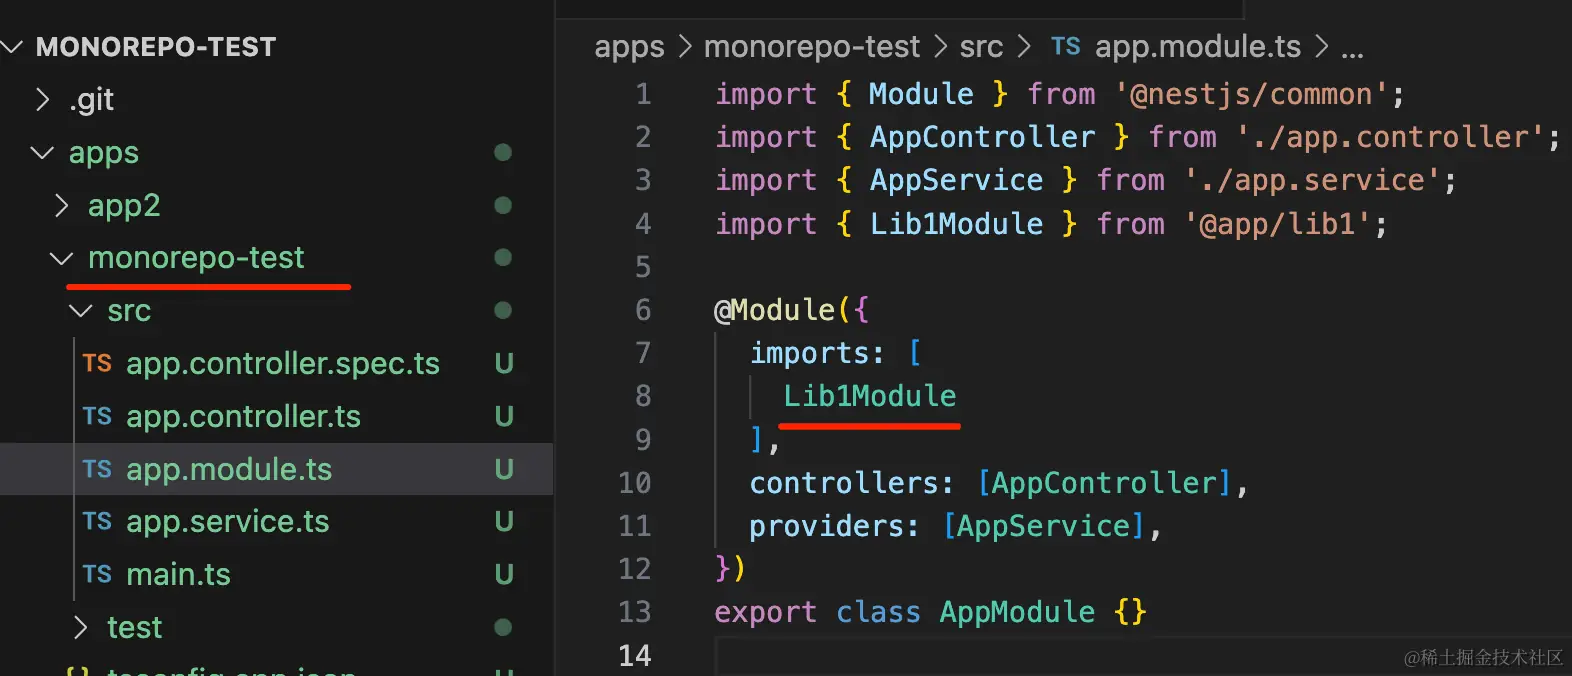 MONOREPO-TEST
.git
apps
app2
monorepo-test
src
TS app.controller.spec.ts U
TS app.controller.ts U
TS app.module.ts U
TS app.service.ts U
TS main.ts U
test
{} tsconfig.app.json U
apps > monorepo-test > src > TS app.module.ts > ...
1 import { Module } from '@nestjs/common';
2 import { AppController } from './app.controller';
3 import { AppService } from './app.service';
4 import { Lib1Module } from '@app/lib1';
5
6 @Module({
7 imports: [
8 Lib1Module
9 ],
10 controllers: [AppController],
11 providers: [AppService],
12 })
13 export class AppModule {}
14
@稀土掘金技术社区